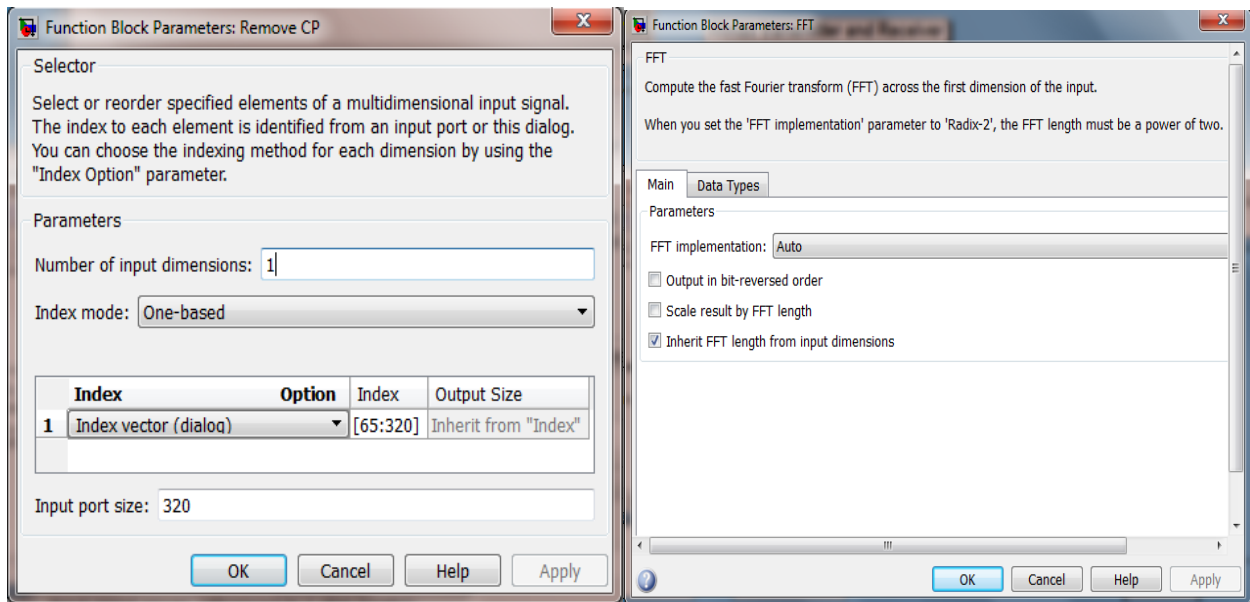 Function Block Parameters: Remove CP
Selector
Select or reorder specified elements of a multidimensional input signal.
The index to each element is identified from an input port or this dialog.
You can choose the indexing method for each dimension by using the
"Index Option" parameter.
Parameters
Number of input dimensions: 1
Index mode: One-based
Index Option Index Output Size
1 Index vector (dialog) [65:320] Inherit from "Index"
Input port size: 320
OK Cancel Help Apply
Function Block Parameters: FFT
FFT
Compute the fast Fourier transform (FFT) across the first dimension of the input.
When you set the 'FFT implementation' parameter to 'Radix-2', the FFT length must be a power of two.
Main Data Types
Parameters
FFT implementation: Auto
Output in bit-reversed order
Scale result by FFT length
Inherit FFT length from input dimensions
OK Cancel Help Apply